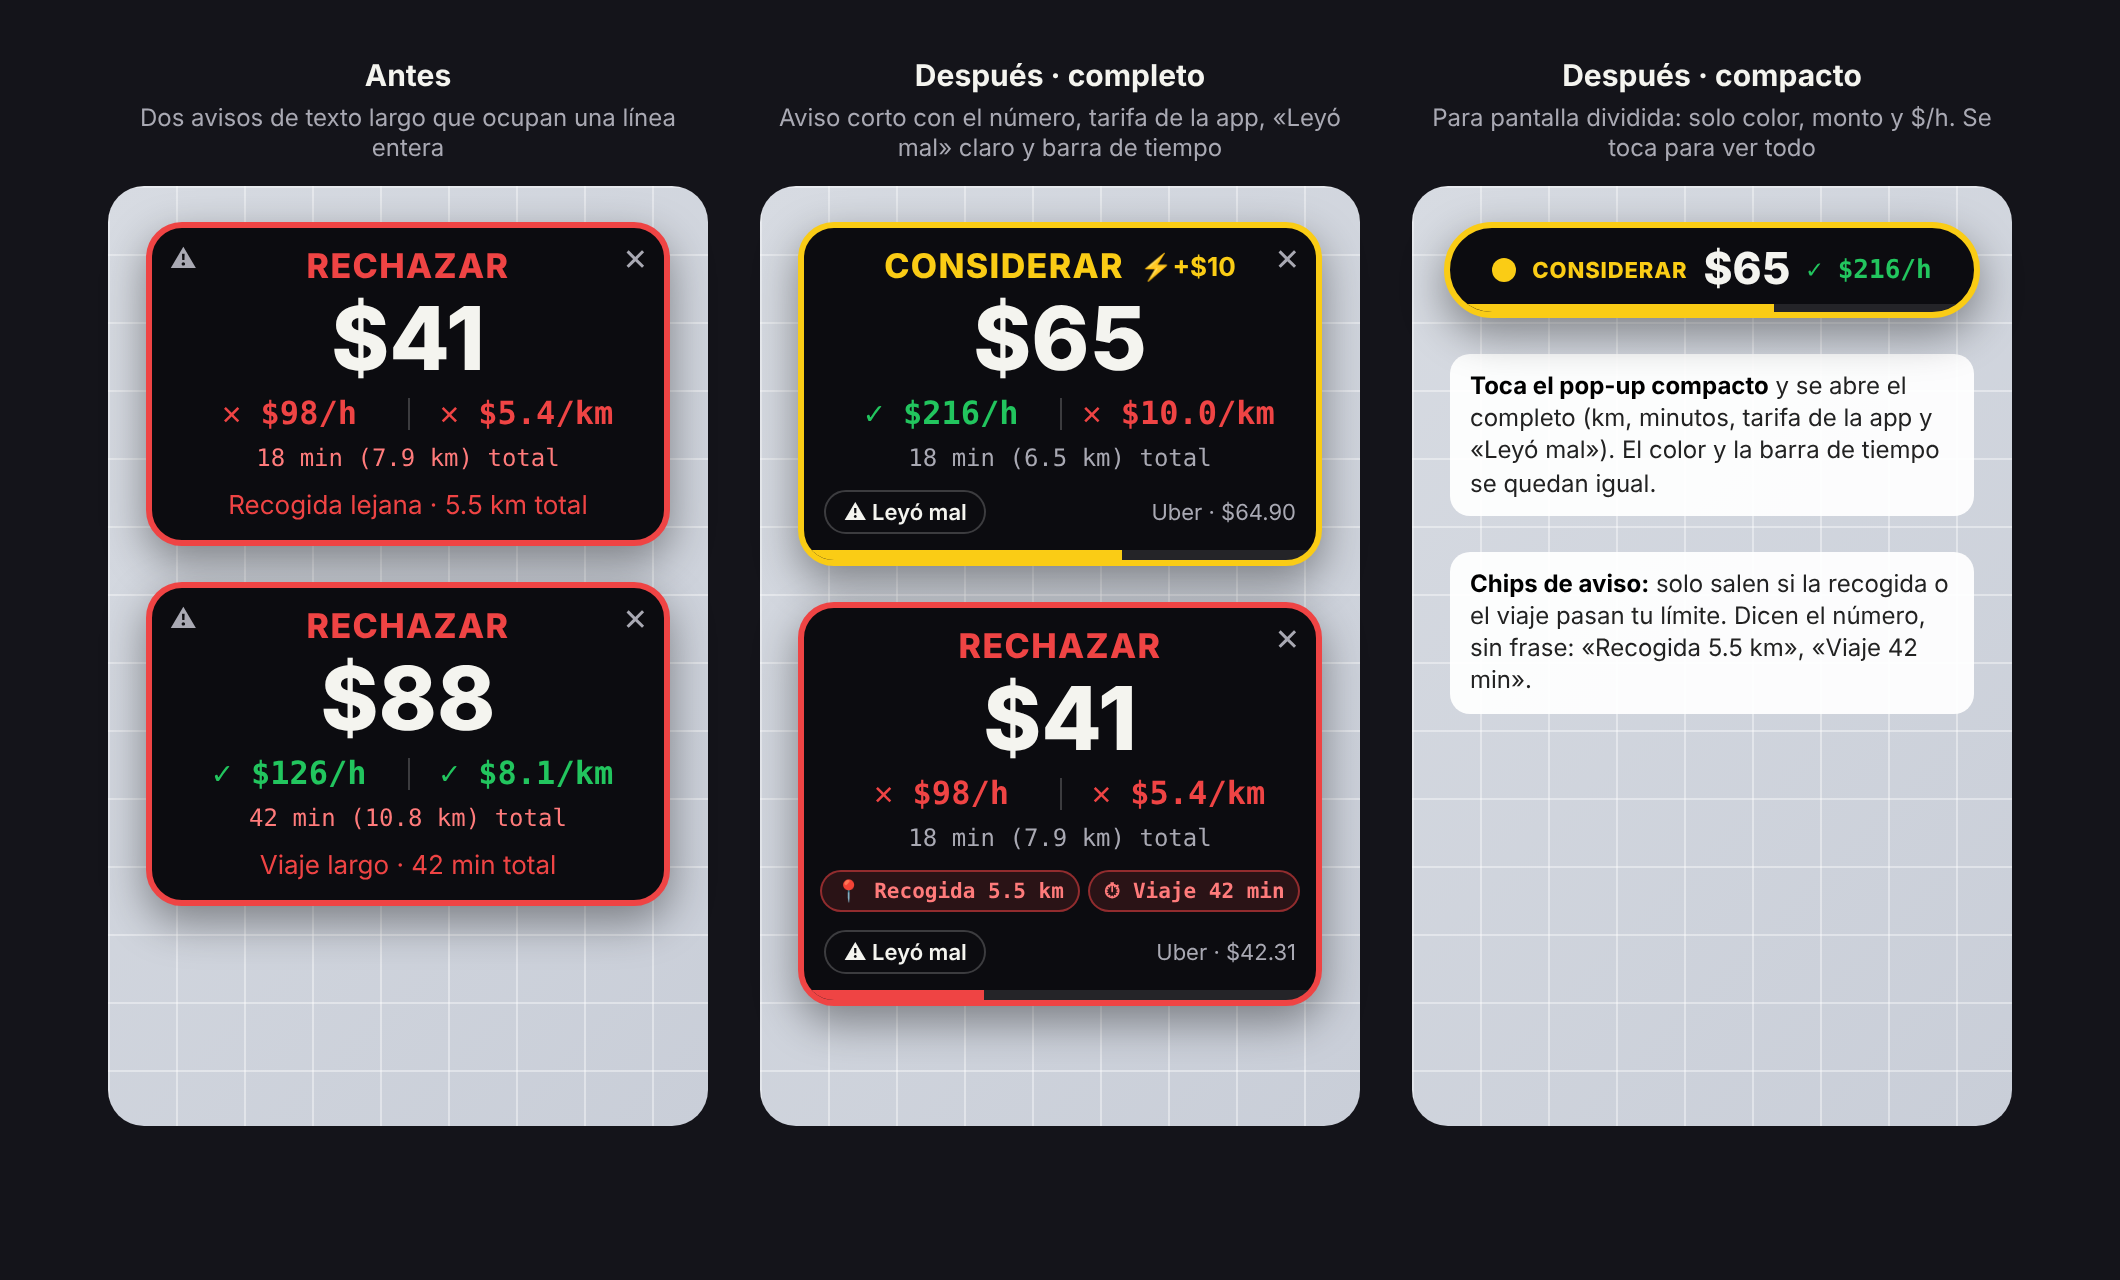 Antes
Dos avisos de texto largo que ocupan una línea
entera
⚠ RECHAZAR ✕
$41
✕ $98/h | ✕ $5.4/km
18 min (7.9 km) total
Recogida lejana · 5.5 km total
⚠ RECHAZAR ✕
$88
✓ $126/h | ✓ $8.1/km
42 min (10.8 km) total
Viaje largo · 42 min total
Después · completo
Aviso corto con el número, tarifa de la app, «Leyó
mal» claro y barra de tiempo
CONSIDERAR ⚡+$10 ✕
$65
✓ $216/h | ✕ $10.0/km
18 min (6.5 km) total
⚠ Leyó mal Uber · $64.90
RECHAZAR ✕
$41
✕ $98/h | ✕ $5.4/km
18 min (7.9 km) total
📍 Recogida 5.5 km ⏱ Viaje 42 min
⚠ Leyó mal Uber · $42.31
Después · compacto
Para pantalla dividida: solo color, monto y $/h. Se
toca para ver todo
CONSIDERAR $65 ✓ $216/h
Toca el pop-up compacto y se abre el
completo (km, minutos, tarifa de la app y
«Leyó mal»). El color y la barra de tiempo
se quedan igual.
Chips de aviso: solo salen si la recogida o
el viaje pasan tu límite. Dicen el número,
sin frase: «Recogida 5.5 km», «Viaje 42
min».